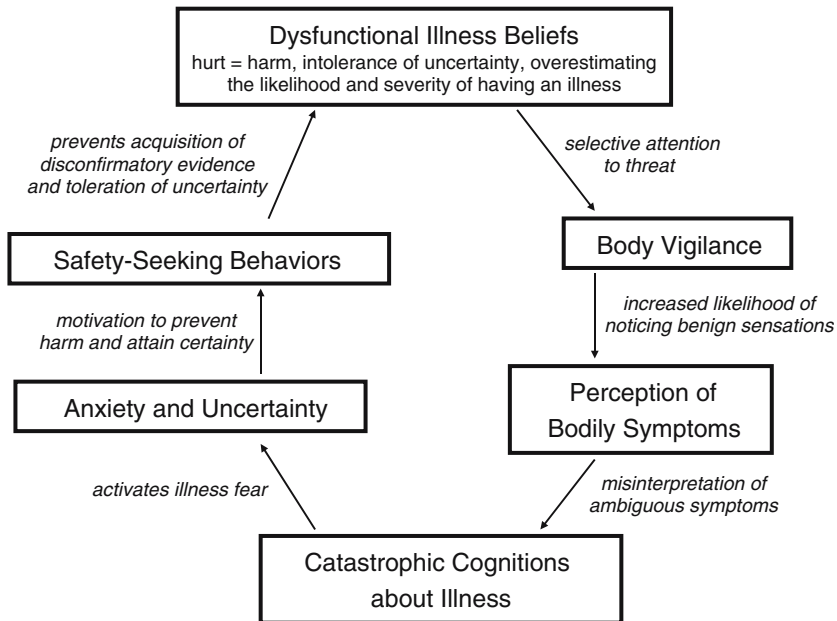 Dysfunctional Illness Beliefs
hurt = harm, intolerance of uncertainty, overestimating
the likelihood and severity of having an illness
prevents acquisition of
disconfirmatory evidence
and toleration of uncertainty
selective attention
to threat
Safety-Seeking Behaviors
Body Vigilance
motivation to prevent
harm and attain certainty
increased likelihood of
noticing benign sensations
Anxiety and Uncertainty
Perception of
Bodily Symptoms
activates illness fear
misinterpretation of
ambiguous symptoms
Catastrophic Cognitions
about Illness